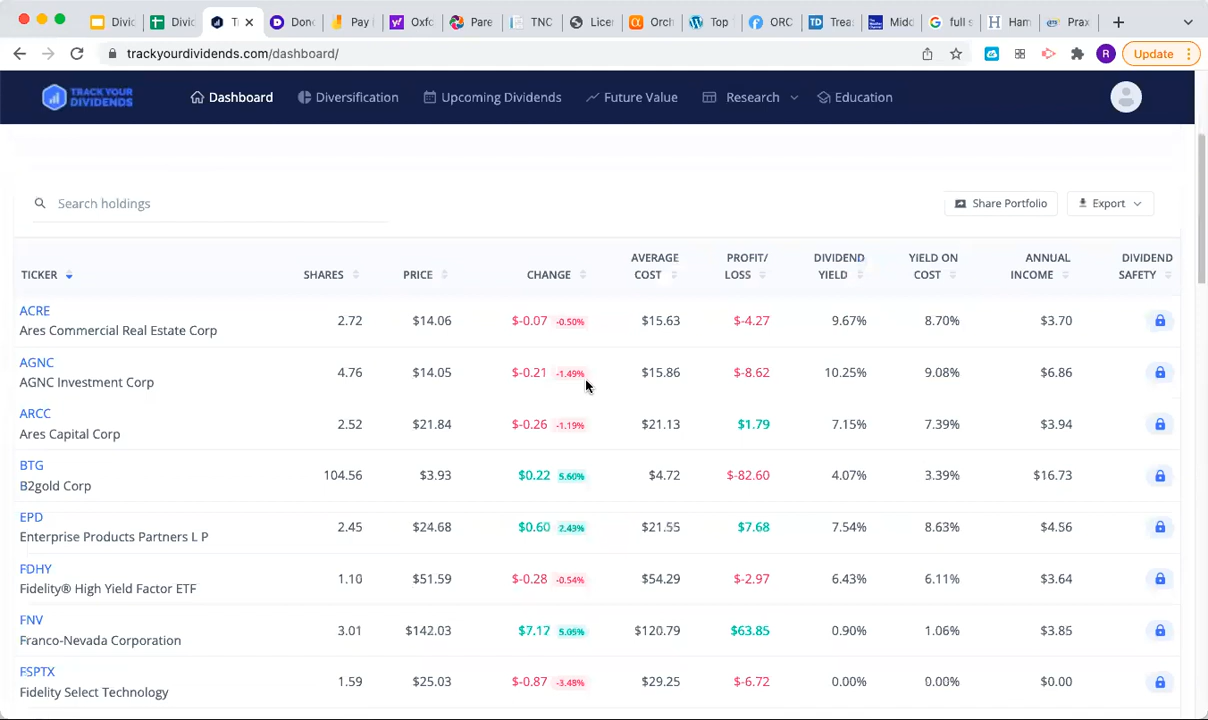 Divid
Divid
T
Dono
Pay
Oxfo
Pare
TNC
Licer
Orch
Top
ORC
Trea
Midd
full s
Ham
Prax
trackyourdividends.com/dashboard/
R
Update
TRACK YOUR
DIVIDENDS
Dashboard
Diversification
Upcoming Dividends
Future Value
Research
Education
Search holdings
Share Portfolio
Export
TICKER SHARES PRICE CHANGE AVERAGE COST PROFIT/ LOSS DIVIDEND YIELD YIELD ON COST ANNUAL INCOME DIVIDEND SAFETY
ACRE
Ares Commercial Real Estate Corp
2.72 $14.06 $-0.07 -0.50% $15.63 $-4.27 9.67% 8.70% $3.70
AGNC
AGNC Investment Corp
4.76 $14.05 $-0.21 -1.49% $15.86 $-8.62 10.25% 9.08% $6.86
ARCC
Ares Capital Corp
2.52 $21.84 $-0.26 -1.19% $21.13 $1.79 7.15% 7.39% $3.94
BTG
B2gold Corp
104.56 $3.93 $0.22 5.60% $4.72 $-82.60 4.07% 3.39% $16.73
EPD
Enterprise Products Partners L P
2.45 $24.68 $0.60 2.43% $21.55 $7.68 7.54% 8.63% $4.56
FDHY
Fidelity® High Yield Factor ETF
1.10 $51.59 $-0.28 -0.54% $54.29 $-2.97 6.43% 6.11% $3.64
FNV
Franco-Nevada Corporation
3.01 $142.03 $7.17 5.05% $120.79 $63.85 0.90% 1.06% $3.85
FSPTX
Fidelity Select Technology
1.59 $25.03 $-0.87 -3.48% $29.25 $-6.72 0.00% 0.00% $0.00